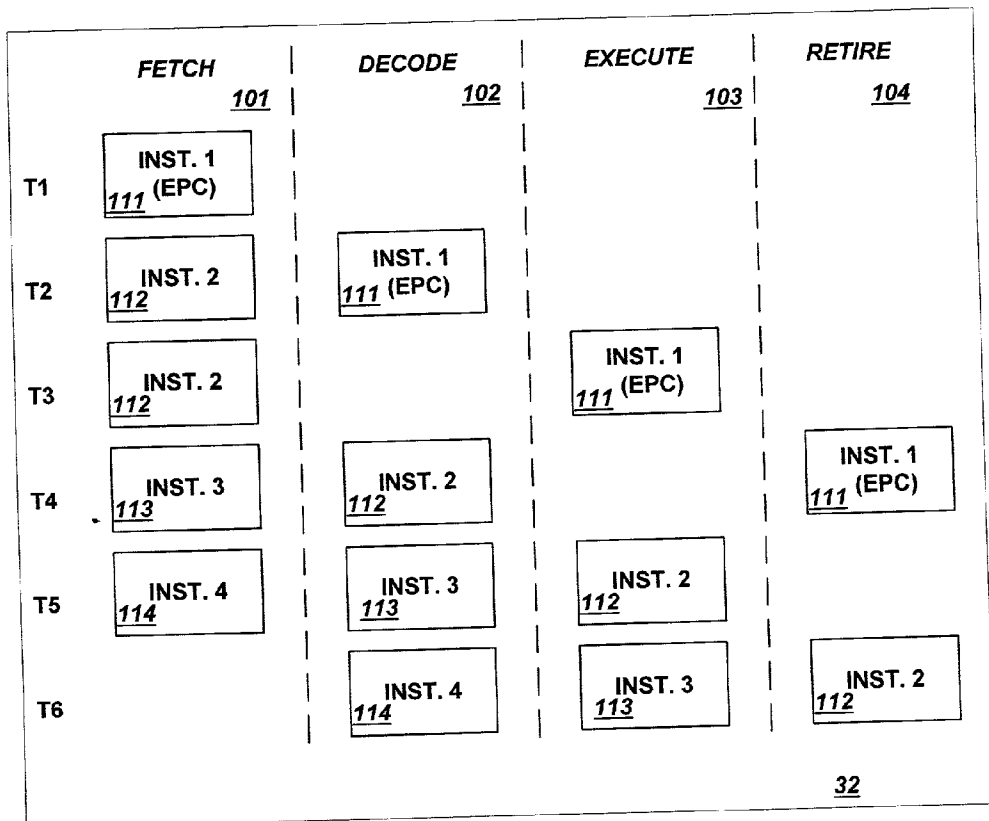 FETCH DECODE EXECUTE RETIRE
101 102 103 104
T1 INST. 1
111 (EPC)
T2 INST. 2 INST. 1
112 111 (EPC)
T3 INST. 2 INST. 1
112 111 (EPC)
T4 INST. 3 INST. 2 INST. 1
113 112 111 (EPC)
T5 INST. 4 INST. 3 INST. 2
114 113 112
T6 INST. 4 INST. 3 INST. 2
114 113 112
32